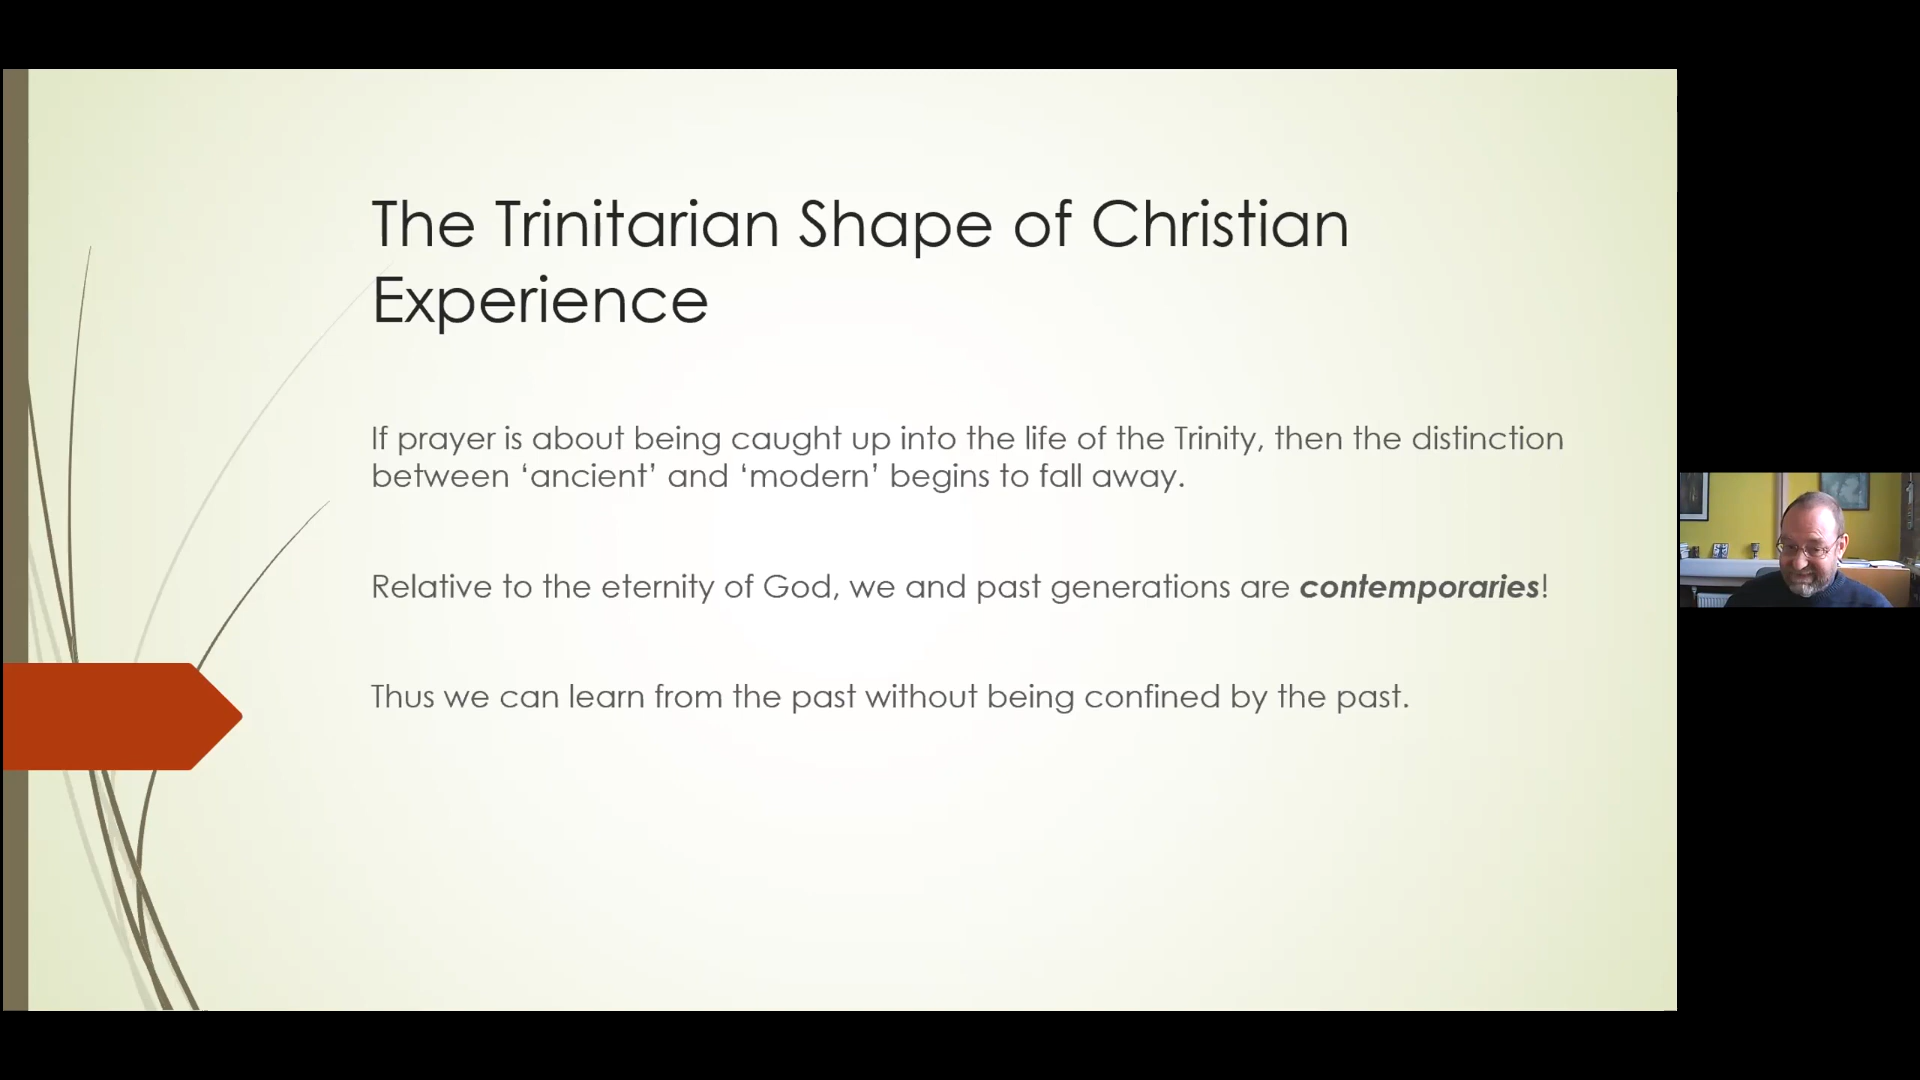 The Trinitarian Shape of Christian
Experience
If prayer is about being caught up into the life of the Trinity, then the distinction
between ‘ancient’ and ‘modern’ begins to fall away.
Relative to the eternity of God, we and past generations are contemporaries!
Thus we can learn from the past without being confined by the past.